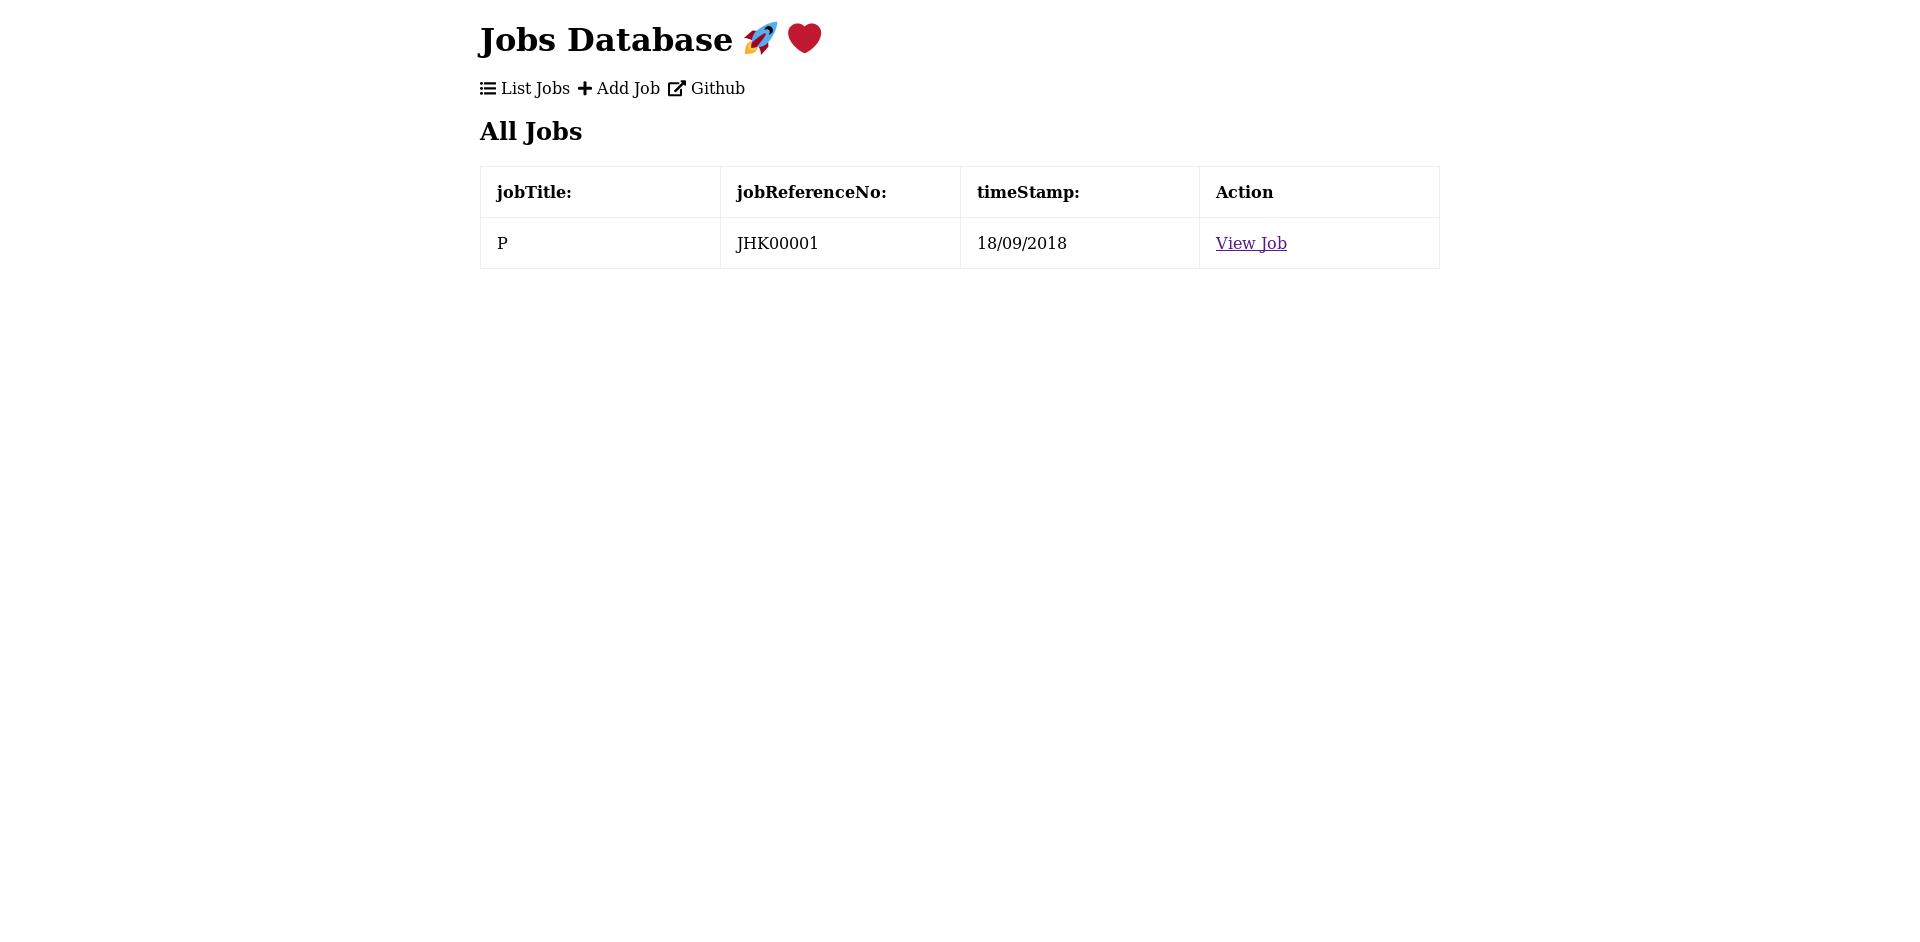 Jobs Database 🚀 ❤️
List Jobs Add Job Github
All Jobs
jobTitle: jobReferenceNo: timeStamp: Action
P JHK00001 18/09/2018 View Job